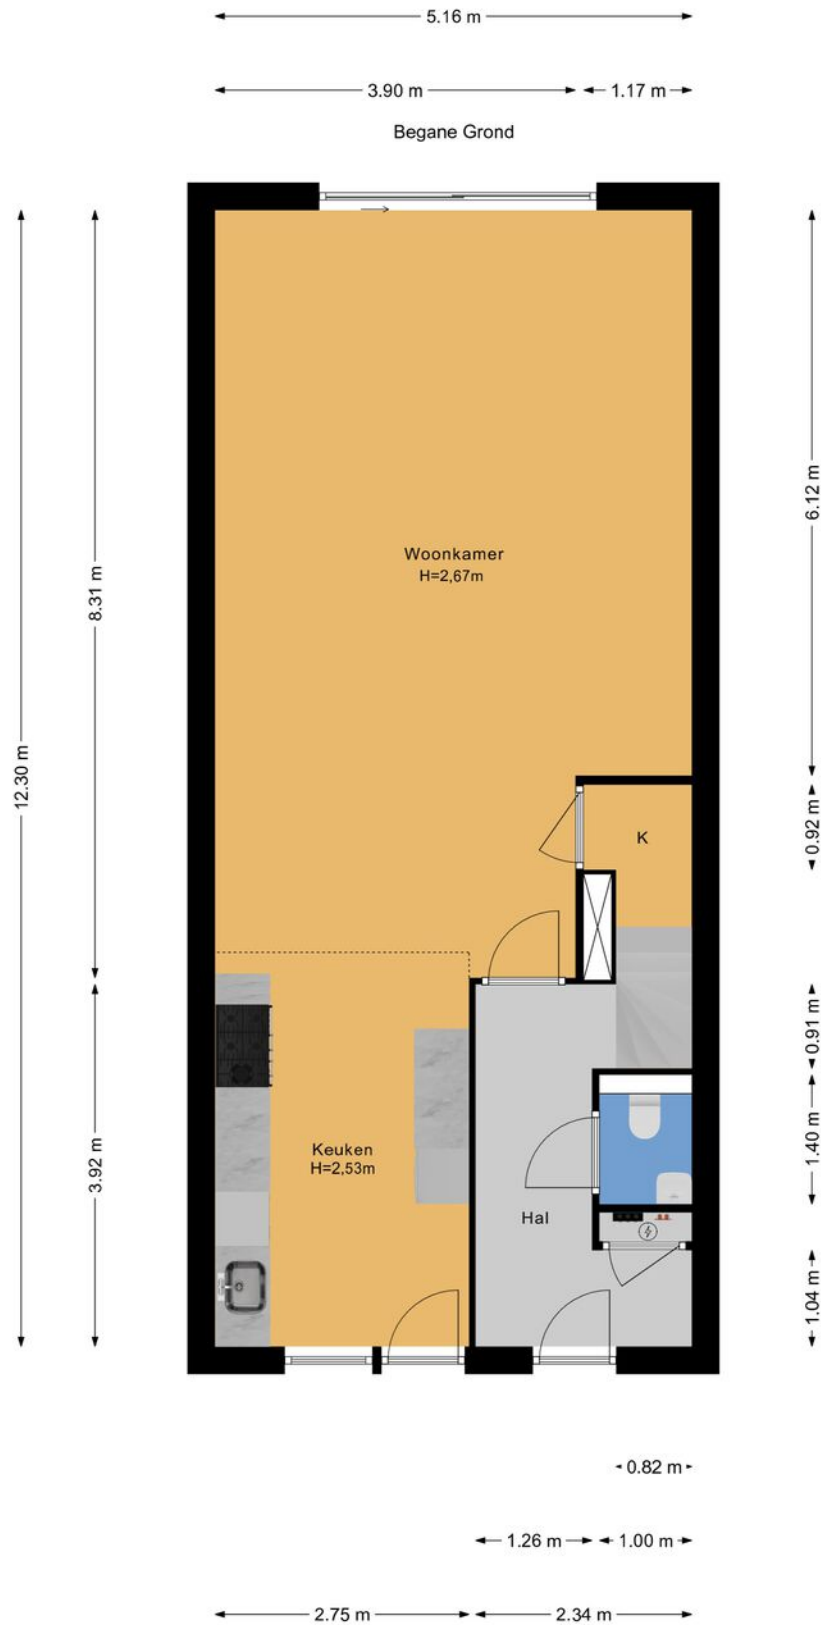 5.16 m
3.90 m
1.17 m
Begane Grond
12.30 m
8.31 m
3.92 m
6.12 m
0.92 m
0.91 m
1.40 m
1.04 m
Woonkamer
H=2,67m
K
Keuken
H=2,53m
Hal
0.82 m
1.26 m
1.00 m
2.75 m
2.34 m